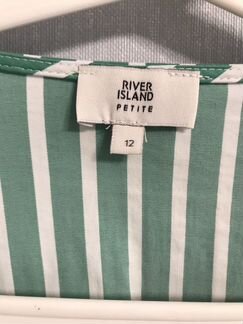 RIVER
ISLAND
PETITE
12